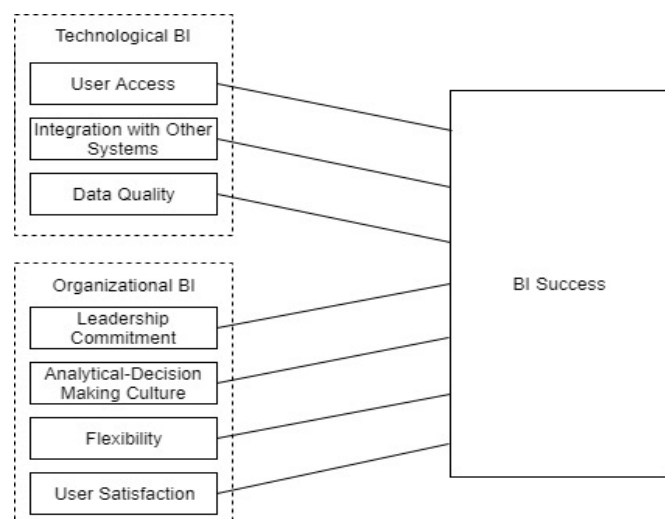 Technological BI
User Access
Integration with Other
Systems
Data Quality
Organizational BI
Leadership
Commitment
Analytical-Decision
Making Culture
Flexibility
User Satisfaction
BI Success